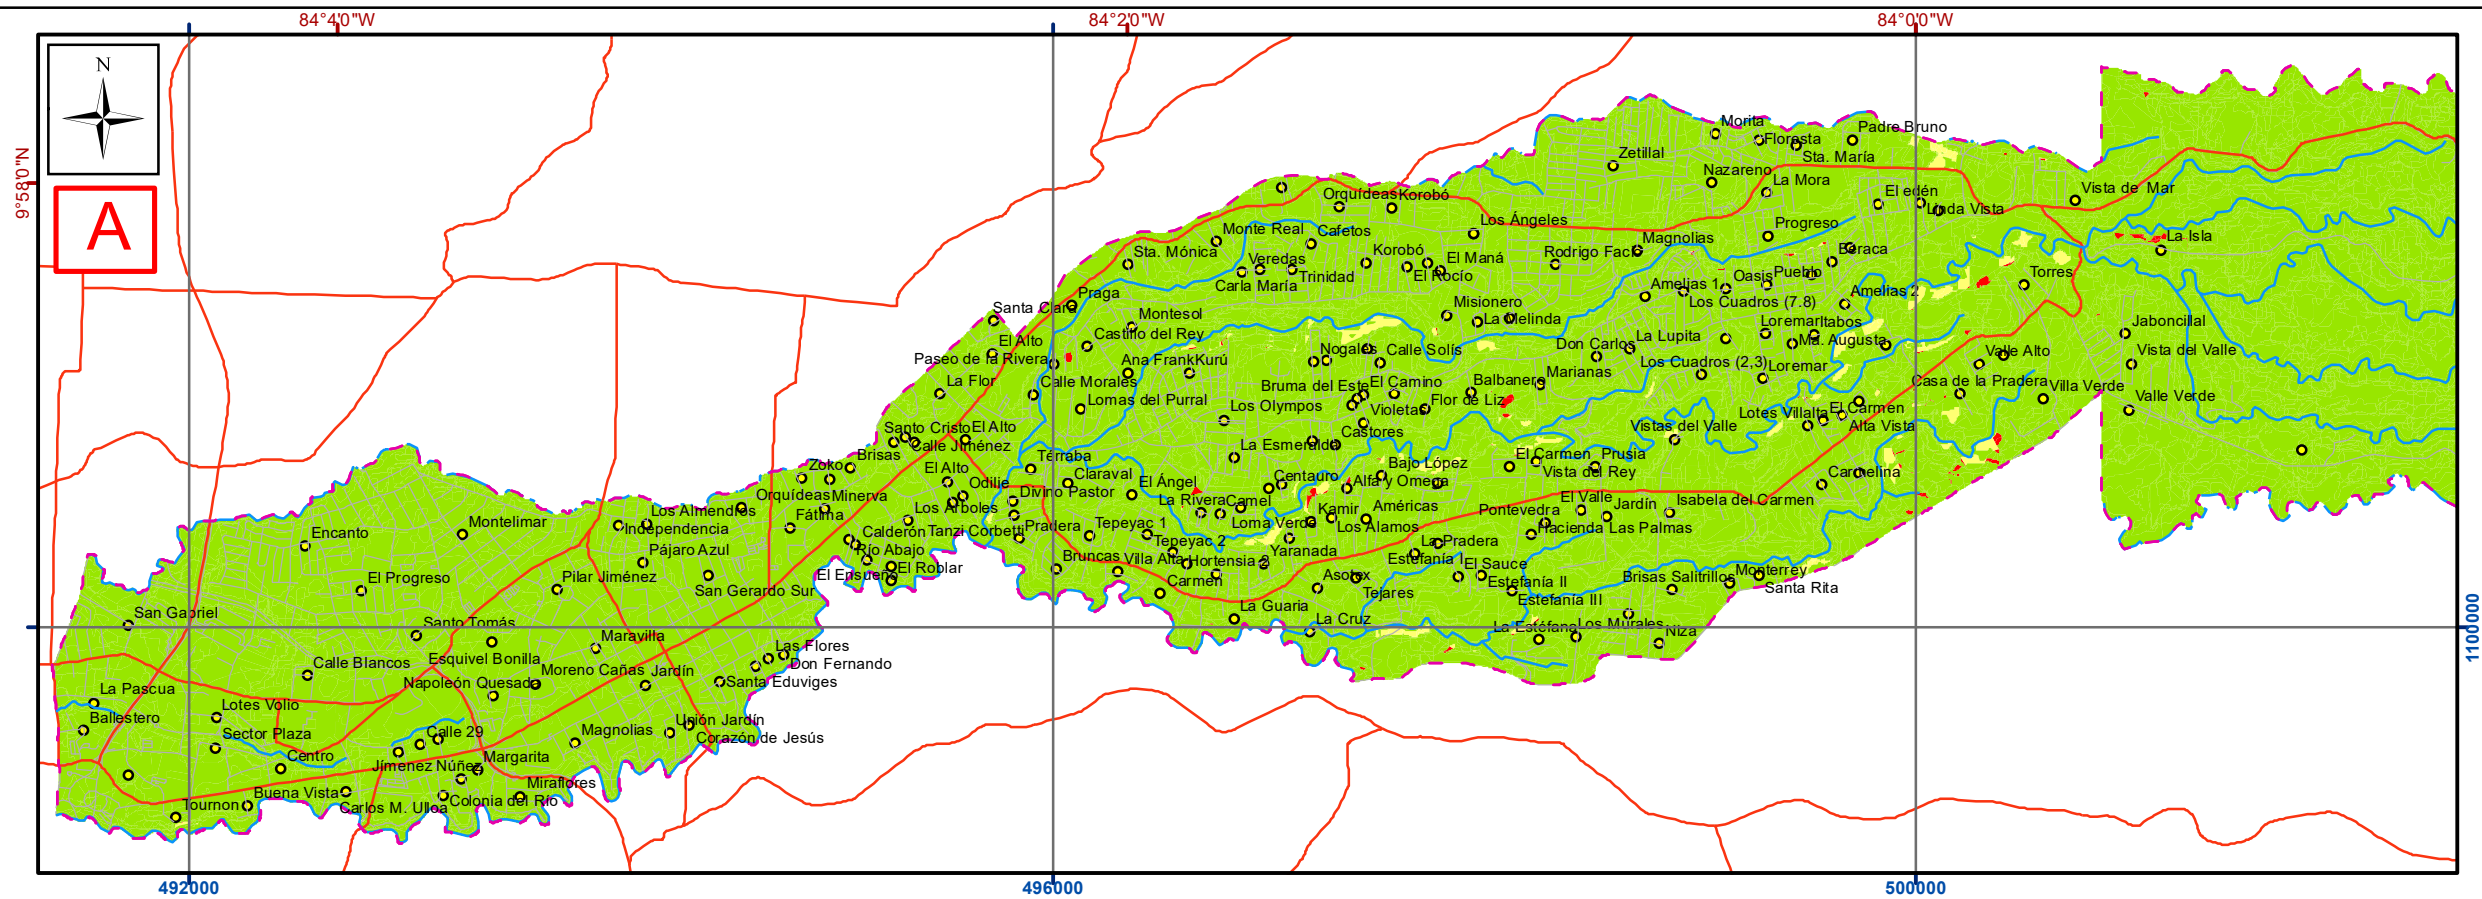 84°4'0"W
84°2'0"W
84°0'0"W
N
9°58'0"N
A
Morita
Floresta
Padre Bruno
Sta. María
Zetillal
Nazareno
La Mora
El edén
Linda Vista
Vista de Mar
Orquídeas
Korobó
Los Ángeles
Progreso
Monte Real
Cafetos
Magnolias
Beraca
La Isla
Sta. Mónica
Veredas
Korobó
El Maná
Rodrigo Facio
Carla María
Trinidad
El Rocío
Oasis
Pueblo
Torres
Amelias 1
Amelias 2
Praga
Santa Clara
Misionero
Los Cuadros (7.8)
Montesol
La Melinda
Loremar
Itabos
Jaboncillal
Castillo del Rey
El Alto
La Lupita
Don Carlos
Ma. Augusta
Paseo de la Rivera
Ana Frank
Kurú
Nogales
Calle Solís
Los Cuadros (2,3)
Loremar
Valle Alto
Vista del Valle
La Flor
Calle Morales
Bruma del Este
El Camino
Balbanero
Marianas
Casa de la Pradera
Villa Verde
Lomas del Purral
Los Olympos
Violetas
Flor de Liz
Lotes Villalta
El Carmen
Valle Verde
Santo Cristo
El Alto
Castores
Vistas del Valle
Alta Vista
Calle Jiménez
La Esmeralda
Zoko
Brisas
Térraba
El Carmen
Prusia
El Alto
Claraval
Centauro
Bajo López
Vista del Rey
Carmelina
Orquídeas
Minerva
Odilie
Divino Pastor
El Ángel
La Rivera
Camel
Alfa y Omega
El Valle
Isabela del Carmen
Los Almendros
Fátima
Los Árboles
Kamir
Américas
Pontevedra
Jardín
Montelimar
Independencia
Encanto
Calderón
Tanzi Corbetti
Pradera
Tepeyac 1
Loma Verde
Los Alamos
Hacienda Las Palmas
Pájaro Azul
Río Abajo
Tepeyac 2
Yaranada
La Pradera
Bruncas
Villa Alta
Hortensia 2
Estefanía I
El Sauce
El Ensueño
El Roblar
El Progreso
Pilar Jiménez
San Gerardo Sur
Carmen
Asotex
Tejares
Estefanía II
Brisas Salitrillos
Monterrey
Santa Rita
Estefanía III
San Gabriel
La Guaria
La Cruz
Santo Tomás
Maravilla
La Estéfana
Los Murales
Niza
110000
Las Flores
Don Fernando
Calle Blancos
Esquivel Bonilla
Moreno Cañas
Jardín
Napoleón Quesada
Santa Eduviges
La Pascua
Ballestero
Lotes Volio
Sector Plaza
Calle 29
Magnolias
Unión Jardín
Corazón de Jesús
Centro
Jímenez Núñez
Margarita
Miraflores
Tournon
Buena Vista
Carlos M. Ulloa
Colonia del Río
492000
496000
500000